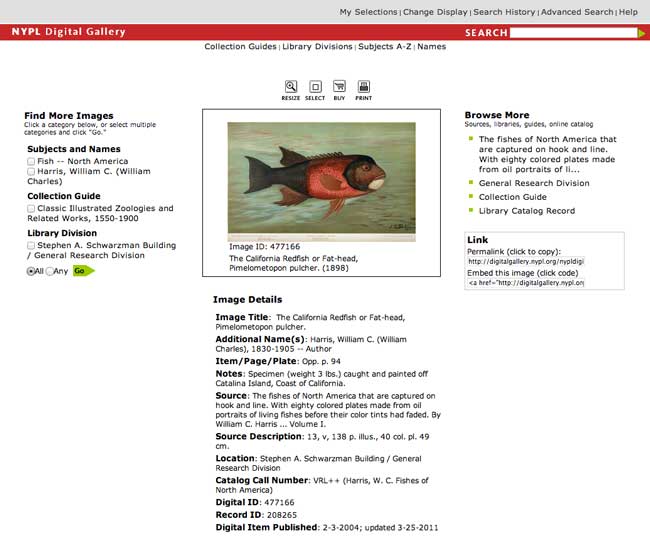 My Selections | Change Display | Search History | Advanced Search | Help
NYPL Digital Gallery
SEARCH
Collection Guides | Library Divisions | Subjects A-Z | Names
RESIZE SELECT BUY PRINT
Find More Images
Click a category below, or select multiple
categories and click "Go."
Subjects and Names
Fish -- North America
Harris, William C. (William
Charles)
Collection Guide
Classic Illustrated Zoologies and
Related Works, 1550-1900
Library Division
Stephen A. Schwarzman Building
/ General Research Division
All Any Go
Image ID: 477166
The California Redfish or Fat-head,
Pimelometopon pulcher. (1898)
Image Details
Image Title: The California Redfish or Fat-head,
Pimelometopon pulcher.
Additional Name(s): Harris, William C. (William
Charles), 1830-1905 -- Author
Item/Page/Plate: Opp. p. 94
Notes: Specimen (weight 3 lbs.) caught and painted off
Catalina Island, Coast of California.
Source: The fishes of North America that are captured on
hook and line. With eighty colored plates made from oil
portraits of living fishes before their color tints had faded. By
William C. Harris ... Volume I.
Source Description: 13, v, 138 p. illus., 40 col. pl. 49
cm.
Location: Stephen A. Schwarzman Building / General
Research Division
Catalog Call Number: VRL++ (Harris, W. C. Fishes of
North America)
Digital ID: 477166
Record ID: 208265
Digital Item Published: 2-3-2004; updated 3-25-2011
Browse More
Sources, libraries, guides, online catalog
The fishes of North America that
are captured on hook and line.
With eighty colored plates made
from oil portraits of li...
General Research Division
Collection Guide
Library Catalog Record
Link
Permalink (click to copy):
http://digitalgallery.nypl.org/nypldigi
Embed this image (click code)
<a href="http://digitalgallery.nypl.org